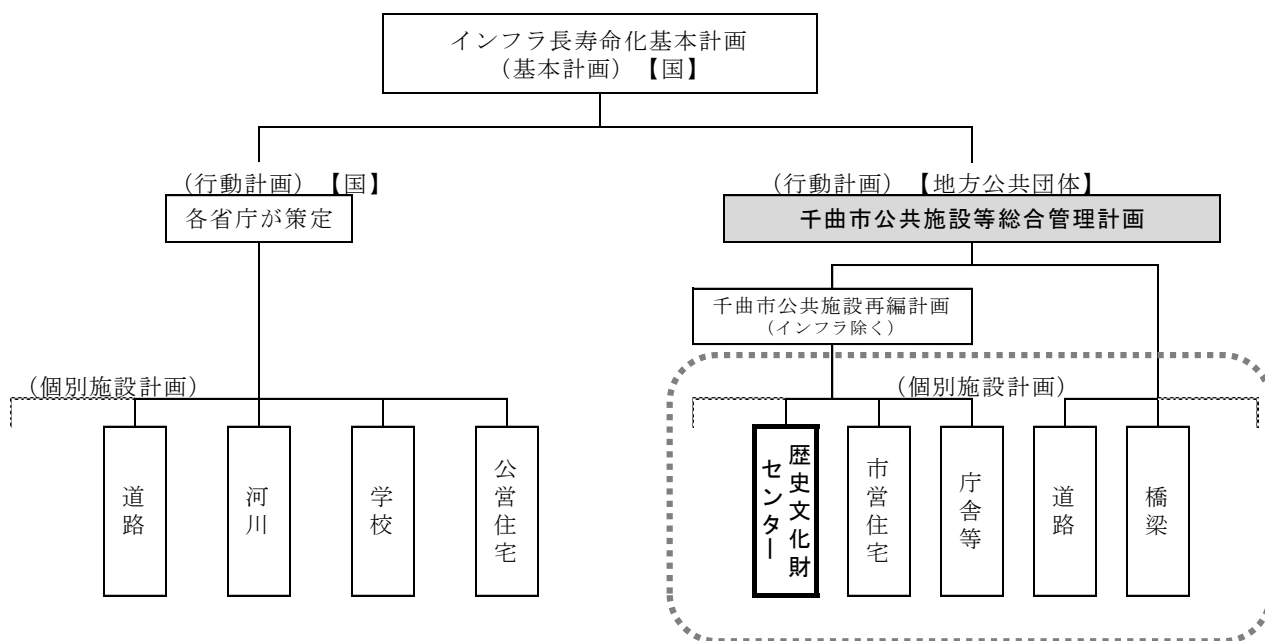 インフラ長寿命化基本計画
（基本計画）【国】
（行動計画）【国】
各省庁が策定
（行動計画）【地方公共団体】
千曲市公共施設等総合管理計画
千曲市公共施設再編計画
（インフラ除く）
（個別施設計画）
道路
河川
学校
公営住宅
（個別施設計画）
歴史文化財
センター
市営住宅
庁舎等
道路
橋梁